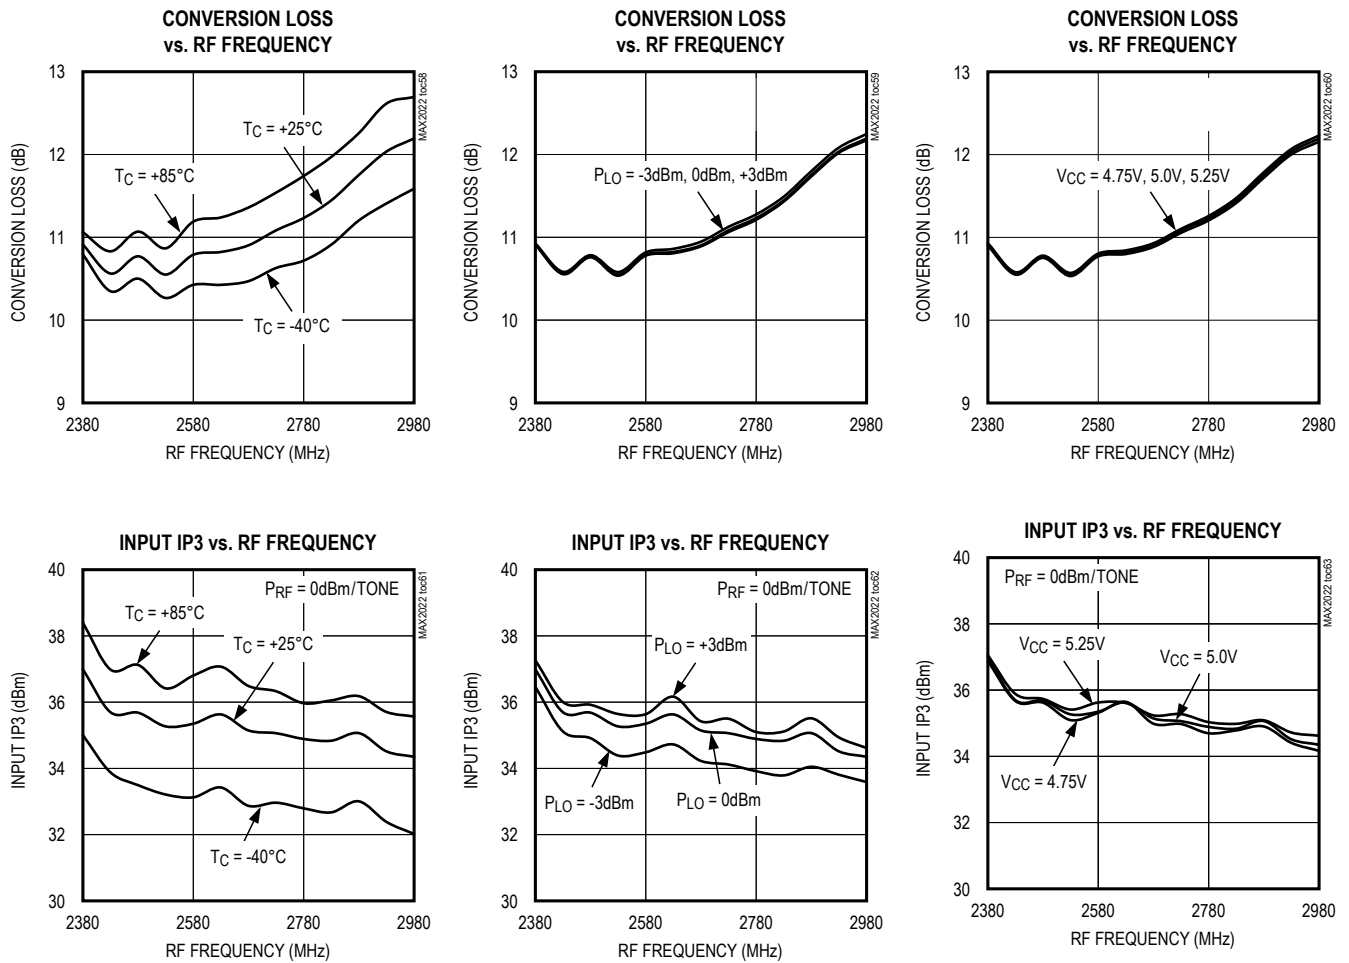 CONVERSION LOSS
vs. RF FREQUENCY
13
12
11
10
9
CONVERSION LOSS (dB)
TC = +25°C
TC = +85°C
TC = -40°C
MAX2022 toc58
2380
2580
2780
2980
RF FREQUENCY (MHz)
CONVERSION LOSS
vs. RF FREQUENCY
13
12
11
10
9
CONVERSION LOSS (dB)
PLO = -3dBm, 0dBm, +3dBm
MAX2022 toc59
2380
2580
2780
2980
RF FREQUENCY (MHz)
CONVERSION LOSS
vs. RF FREQUENCY
13
12
11
10
9
CONVERSION LOSS (dB)
VCC = 4.75V, 5.0V, 5.25V
MAX2022 toc60
2380
2580
2780
2980
RF FREQUENCY (MHz)
INPUT IP3 vs. RF FREQUENCY
40
38
36
34
32
30
INPUT IP3 (dBm)
PRF = 0dBm/TONE
TC = +85°C
TC = +25°C
TC = -40°C
MAX2022 toc61
2380
2580
2780
2980
RF FREQUENCY (MHz)
INPUT IP3 vs. RF FREQUENCY
40
38
36
34
32
30
INPUT IP3 (dBm)
PRF = 0dBm/TONE
PLO = +3dBm
PLO = -3dBm
PLO = 0dBm
MAX2022 toc62
2380
2580
2780
2980
RF FREQUENCY (MHz)
INPUT IP3 vs. RF FREQUENCY
40
38
36
34
32
30
INPUT IP3 (dBm)
PRF = 0dBm/TONE
VCC = 5.25V
VCC = 5.0V
VCC = 4.75V
MAX2022 toc63
2380
2580
2780
2980
RF FREQUENCY (MHz)